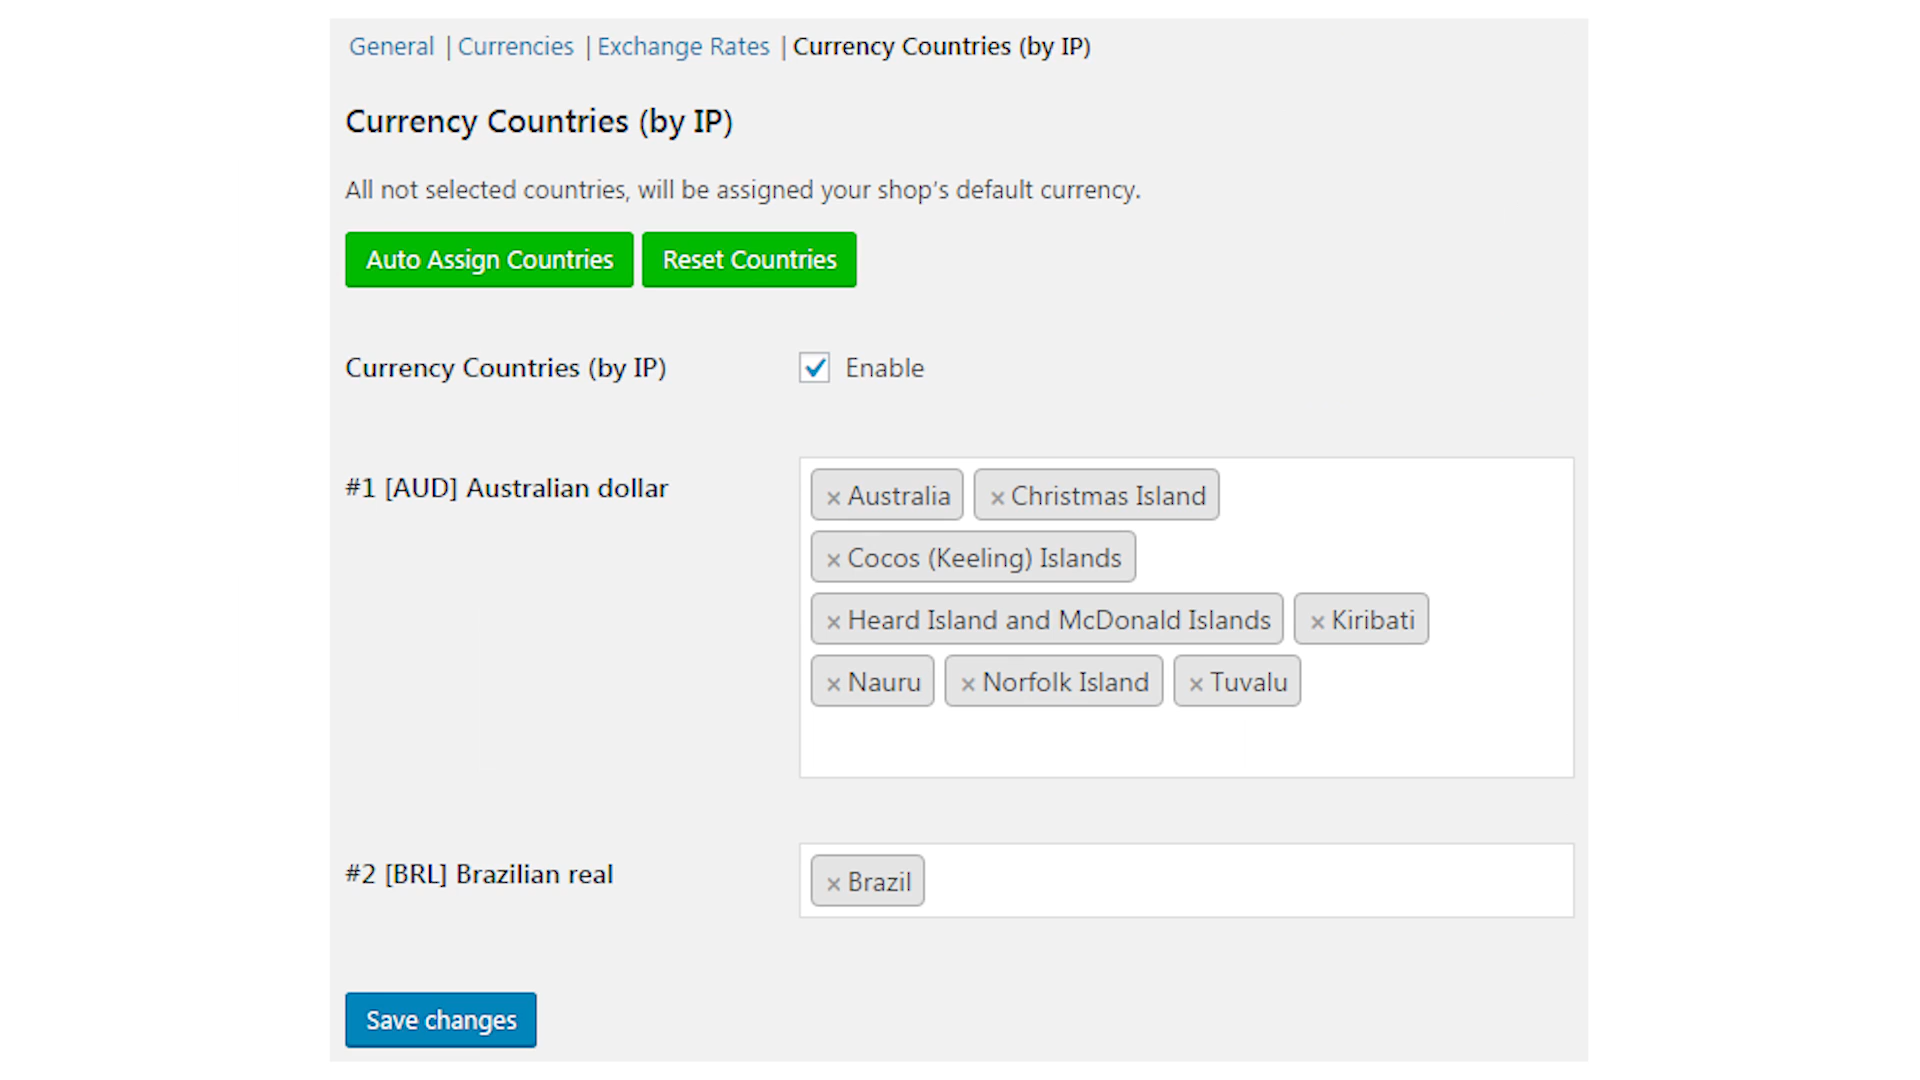 General | Currencies | Exchange Rates | Currency Countries (by IP)
Currency Countries (by IP)
All not selected countries, will be assigned your shop's default currency.
Auto Assign Countries Reset Countries
Currency Countries (by IP) Enable
#1 [AUD] Australian dollar × Australia × Christmas Island
× Cocos (Keeling) Islands
× Heard Island and McDonald Islands × Kiribati
× Nauru × Norfolk Island × Tuvalu
#2 [BRL] Brazilian real × Brazil
Save changes